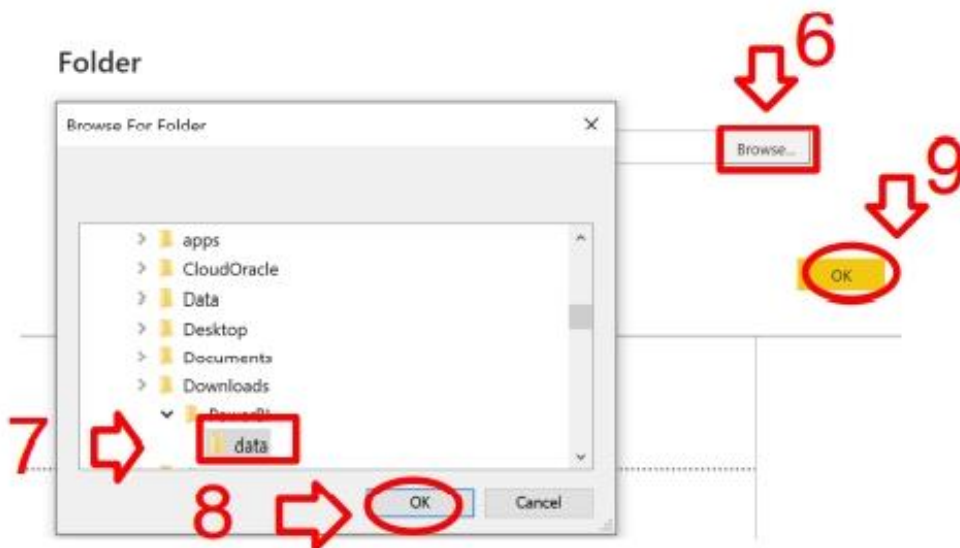 6
Folder
Browse For Folder
Browse...
9
apps
OK
CloudOracle
Data
Desktop
Documents
Downloads
PowerBI
7
data
8
OK
Cancel